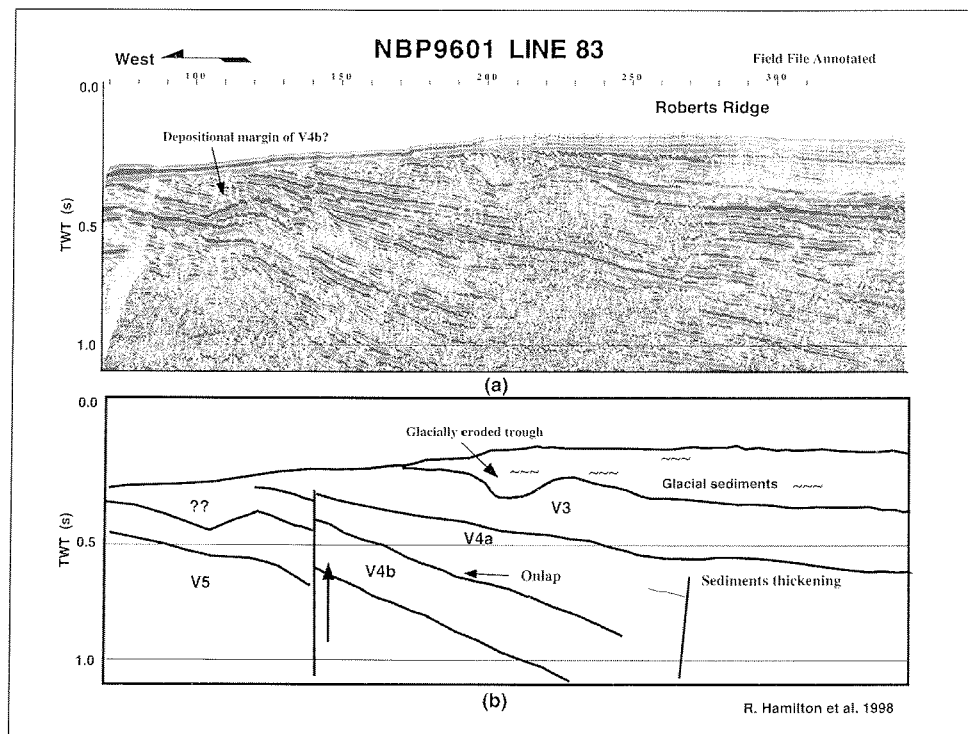 NBP9601 LINE 83
West
Field File Annotated
100 200 250 300
0.0
Roberts Ridge
Depositional margin of V4b?
0.5
TWT (s)
1.0
(a)
0.0
Glacially eroded trough
~~~ ~~~ ~~~
Glacial sediments ~~~
??
V3
TWT (s)
V4a
0.5
V5
V4b
Onlap
Sediments thickening
1.0
(b)
R. Hamilton et al. 1998